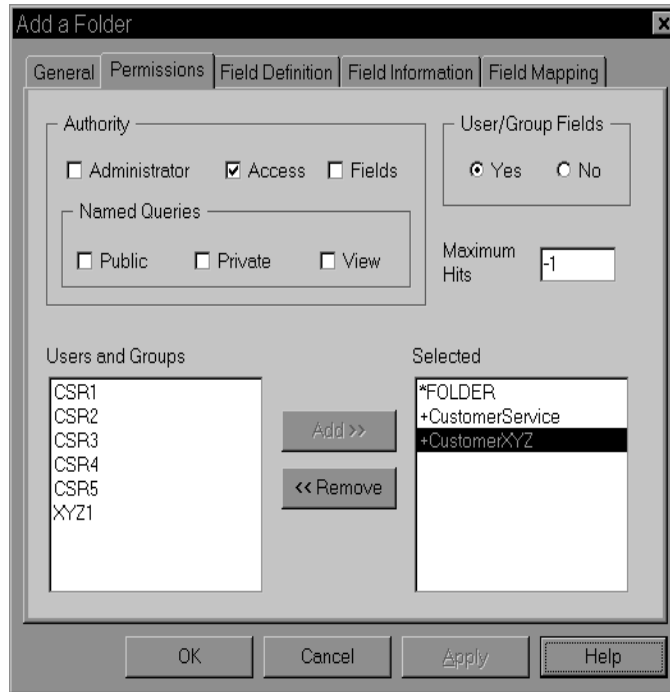 Add a Folder
General Permissions Field Definition Field Information Field Mapping
Authority
Administrator Access Fields
Named Queries
Public Private View
User/Group Fields
Yes No
Maximum
Hits
-1
Users and Groups
CSR1
CSR2
CSR3
CSR4
CSR5
XYZ1
Add >>
<< Remove
Selected
*FOLDER
+CustomerService
+CustomerXYZ
OK Cancel Apply Help